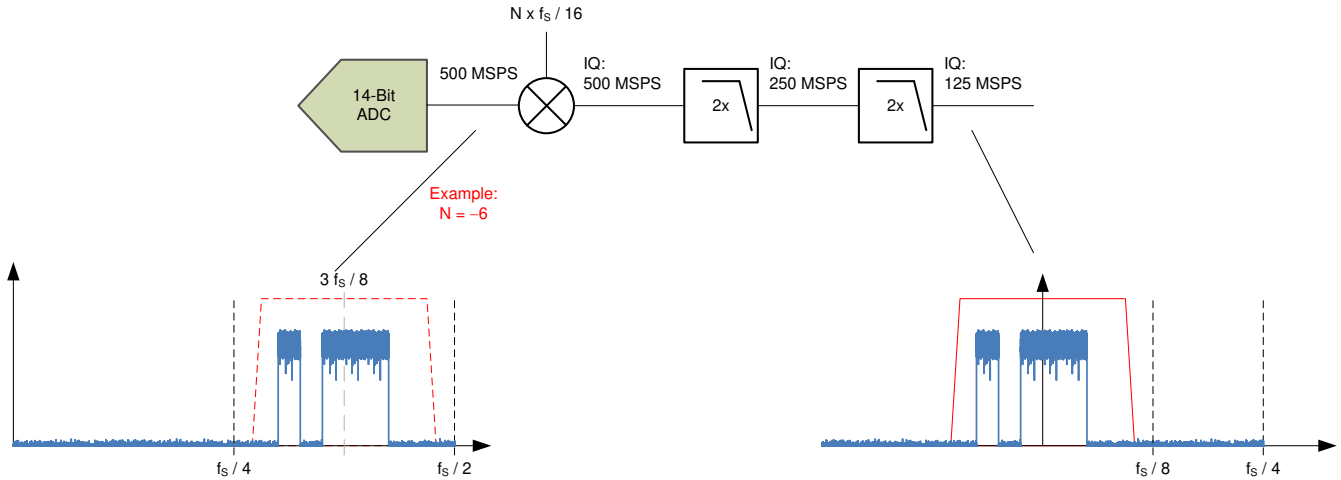 N x fS / 16
14-Bit
ADC
500 MSPS
IQ:
500 MSPS
2x
IQ:
250 MSPS
2x
IQ:
125 MSPS
Example:
N = –6
3 fS / 8
fS / 4
fS / 2
fS / 8
fS / 4